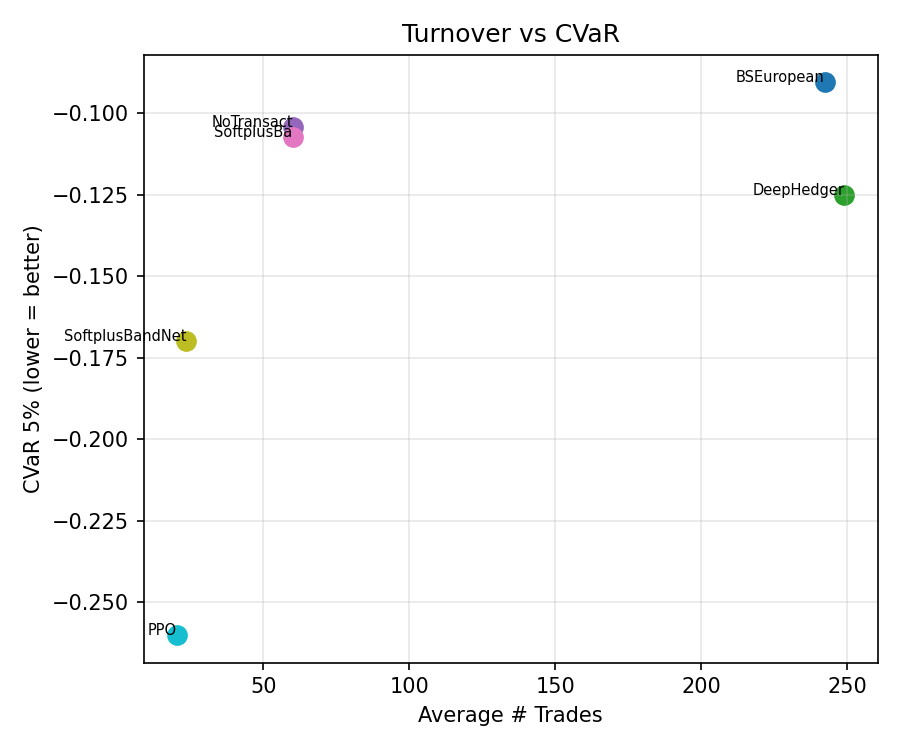 Turnover vs CVaR
CVaR 5% (lower = better)
−0.100
−0.125
−0.150
−0.175
−0.200
−0.225
−0.250
BSEuropean
NoTransact
SoftplusBa
DeepHedger
SoftplusBandNet
PPO
50
100
150
200
250
Average # Trades